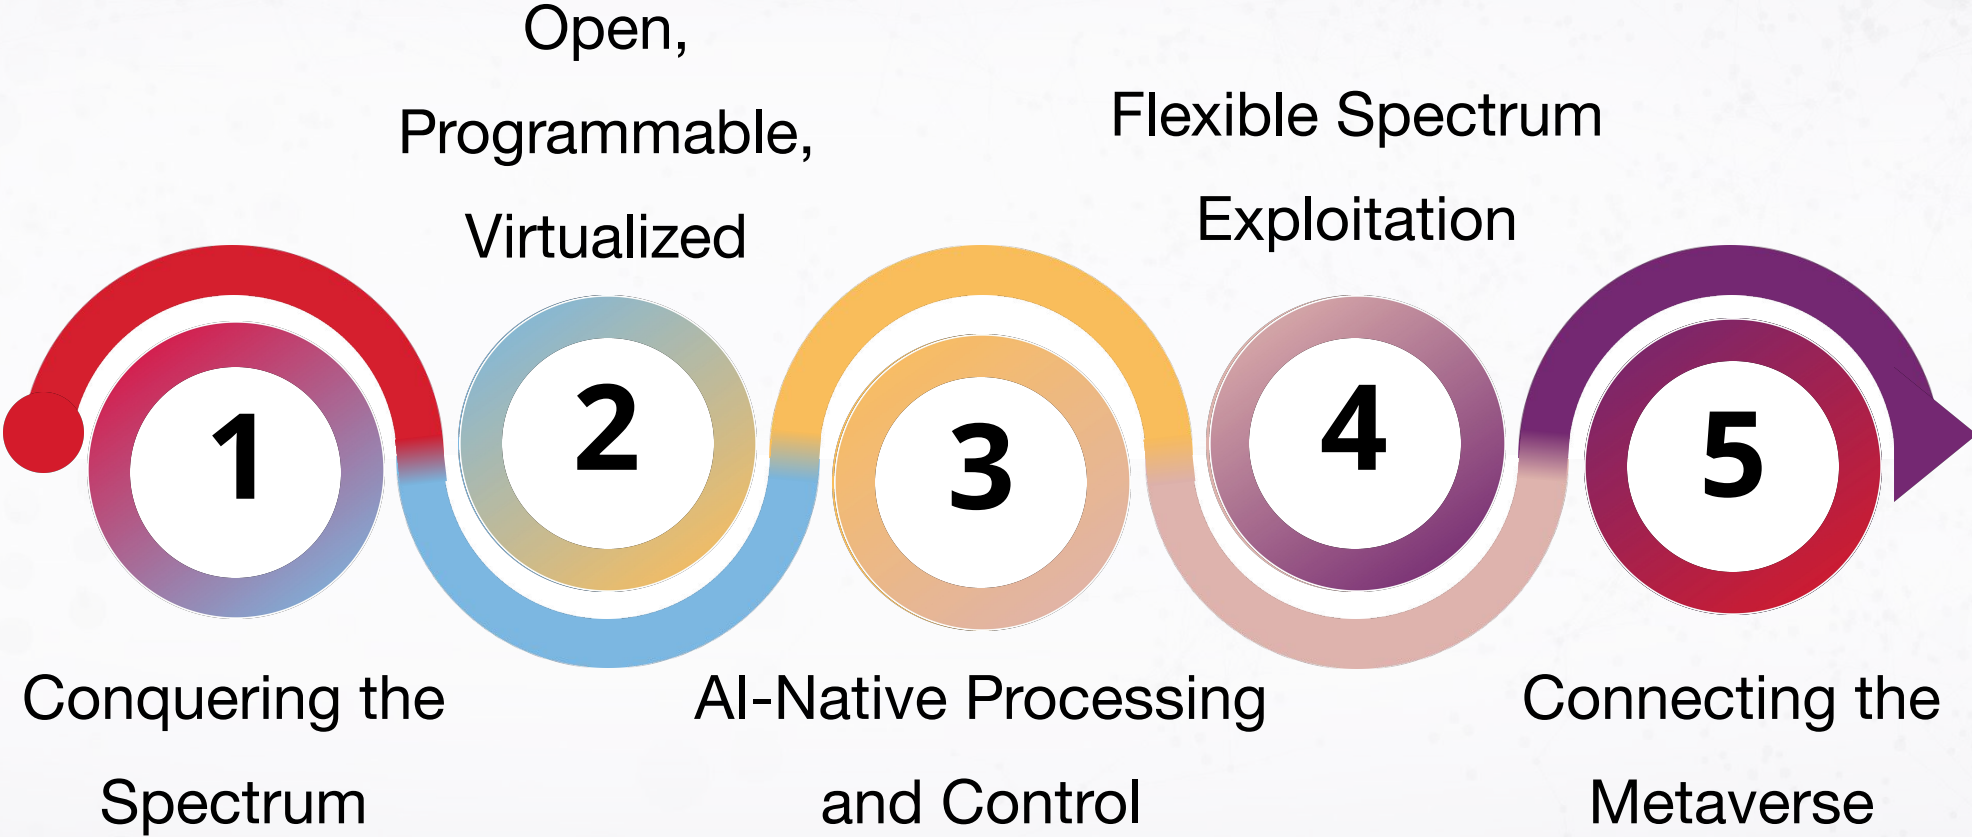 1
Conquering the
Spectrum
2
Open,
Programmable,
Virtualized
3
AI-Native Processing
and Control
4
Flexible Spectrum
Exploitation
5
Connecting the
Metaverse